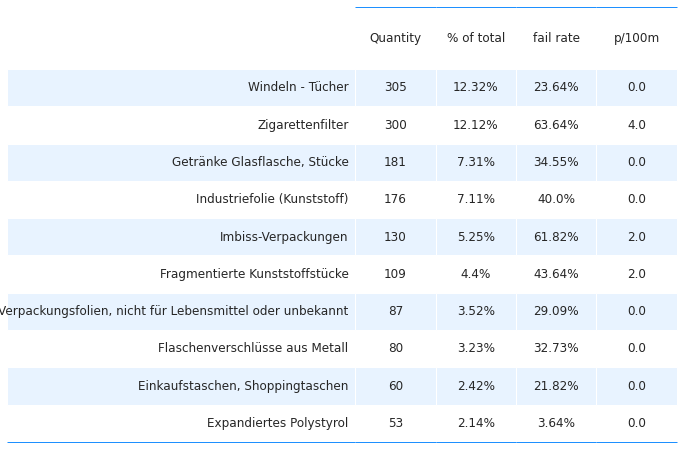 Quantity % of total fail rate p/100m
Windeln - Tücher 305 12.32% 23.64% 0.0
Zigarettenfilter 300 12.12% 63.64% 4.0
Getränke Glasflasche, Stücke 181 7.31% 34.55% 0.0
Industriefolie (Kunststoff) 176 7.11% 40.0% 0.0
Imbiss-Verpackungen 130 5.25% 61.82% 2.0
Fragmentierte Kunststoffstücke 109 4.4% 43.64% 2.0
Verpackungsfolien, nicht für Lebensmittel oder unbekannt 87 3.52% 29.09% 0.0
Flaschenverschlüsse aus Metall 80 3.23% 32.73% 0.0
Einkaufstaschen, Shoppingtaschen 60 2.42% 21.82% 0.0
Expandiertes Polystyrol 53 2.14% 3.64% 0.0